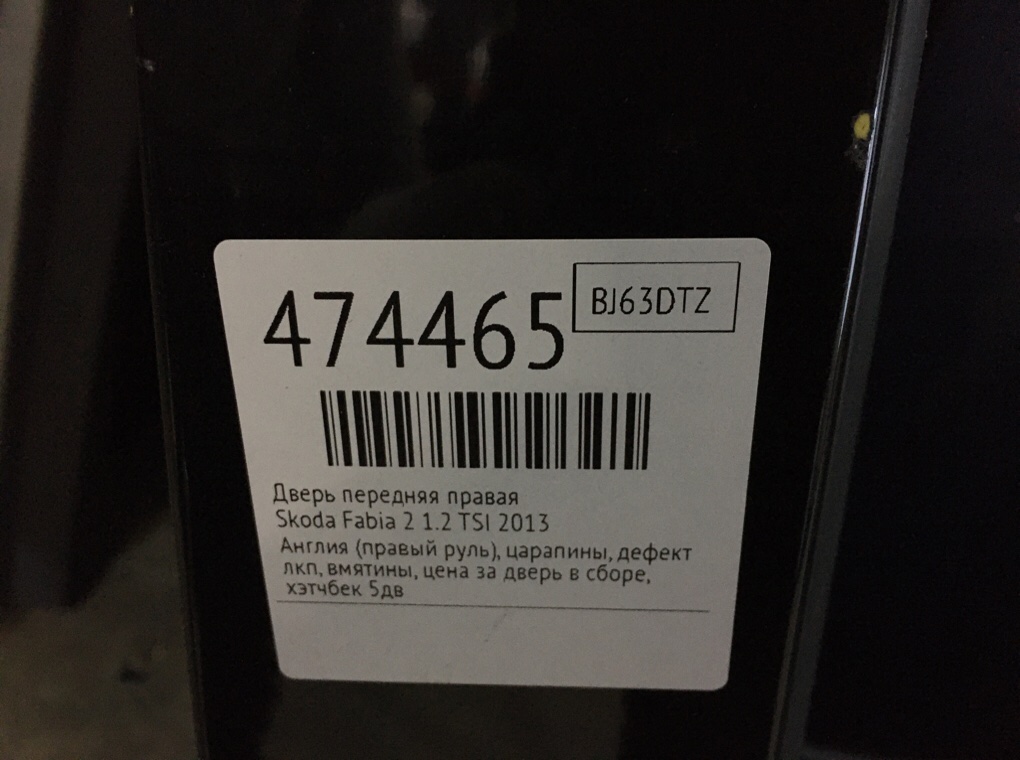 474465
BJ63DTZ
Дверь передняя правая
Skoda Fabia 2 1.2 TSI 2013
Англия (правый руль), царапины, дефект
лкп, вмятины, цена за дверь в сборе,
хэтчбек 5дв